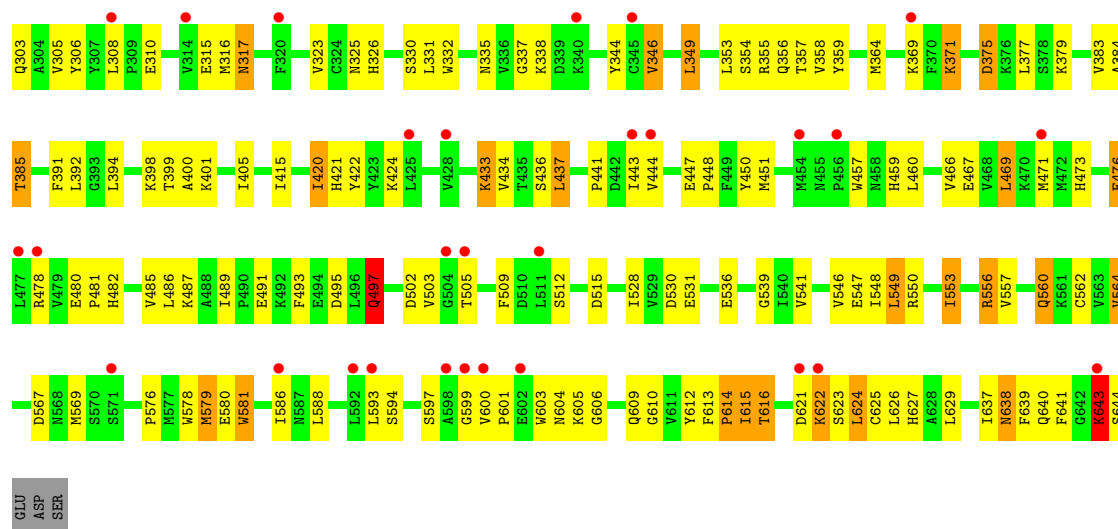 Q303 A304 V305 Y306 Y307 L308 P309 E310 V314 E315 M316 N317 F320 V323 C324 N325 H326 S330 L331 W332 N335 V336 G337 K338 D339 K340 Y344 C345 V346 L349 L353 S354 R355 Q356 T357 V358 Y359 M364 K369 F370 K371 D375 K376 L377 S378 K379 V383 A384
T385 F391 L392 G393 L394 K398 T399 A400 K401 I405 I415 I420 H421 Y422 Y423 K424 L425 V428 K433 V434 T435 S436 L437 P441 D442 I443 V444 E447 P448 F449 Y450 M451 M454 N455 P456 W457 N458 H459 L460 V466 E467 V468 L469 K470 M471 M472 H473
L477 R478 V479 E480 P481 H482 V485 L486 K487 A488 I489 P490 E491 K492 F493 E494 D495 L496 Q497 D502 V503 G504 T505 F509 D510 L511 S512 D515 I528 V529 D530 E531 E536 G539 I540 V541 V546 E547 I548 L549 R550 I553 R556 V557 Q560 K561 C562 V563
D567 N568 M569 S570 S571 P576 M577 W578 M579 E580 W581 I586 N587 L588 L592 L593 S594 S597 A598 G599 V600 P601 E602 W603 N604 K605 G606 Q609 G610 V611 Y612 F613 P614 I615 T616 D621 K622 S623 L624 C625 L626 H627 A628 L629 I637 N638 F639 Q640 F641 G642 K643
GLU ASP SER